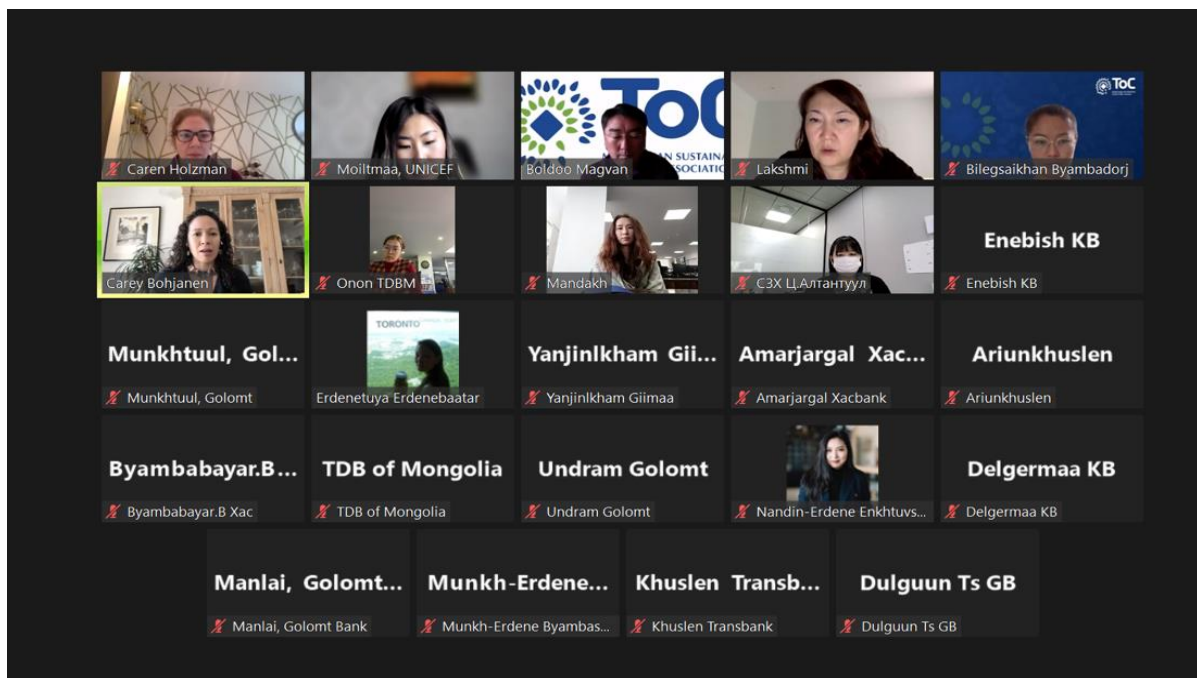 Caren Holzman
Moiltmaa, UNICEF
ToC
AN SUSTAINA
ASSOCIATIO
Boldoo Magvan
Lakshmi
ToC
Bilegsaikhan Byambadorj
Carey Bohjanen
Onon TDBM
Mandakh
СЗХ Ц.Алтантуул
Enebish KB
Enebish KB
Munkhtuul, Gol...
Munkhtuul, Golomt
TORONTO
Erdenetuya Erdenebaatar
Yanjinlkham Gii...
Yanjinlkham Giimaa
Amarjargal Xac...
Amarjargal Xacbank
Ariunkhuslen
Ariunkhuslen
Byambabayar.B...
Byambabayar.B Xac
TDB of Mongolia
TDB of Mongolia
Undram Golomt
Undram Golomt
Nandin-Erdene Enkhtuvs...
Delgermaa KB
Delgermaa KB
Manlai, Golomt...
Manlai, Golomt Bank
Munkh-Erdene...
Munkh-Erdene Byambas...
Khuslen Transb...
Khuslen Transbank
Dulguun Ts GB
Dulguun Ts GB